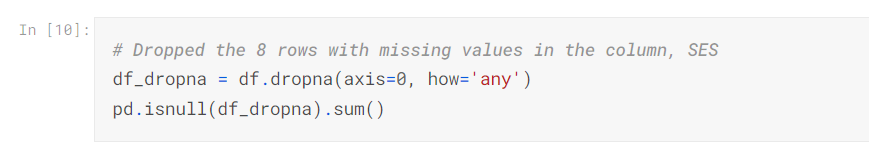 In [10]:
# Dropped the 8 rows with missing values in the column, SES
df_dropna = df.dropna(axis=0, how='any')
pd.isnull(df_dropna).sum()